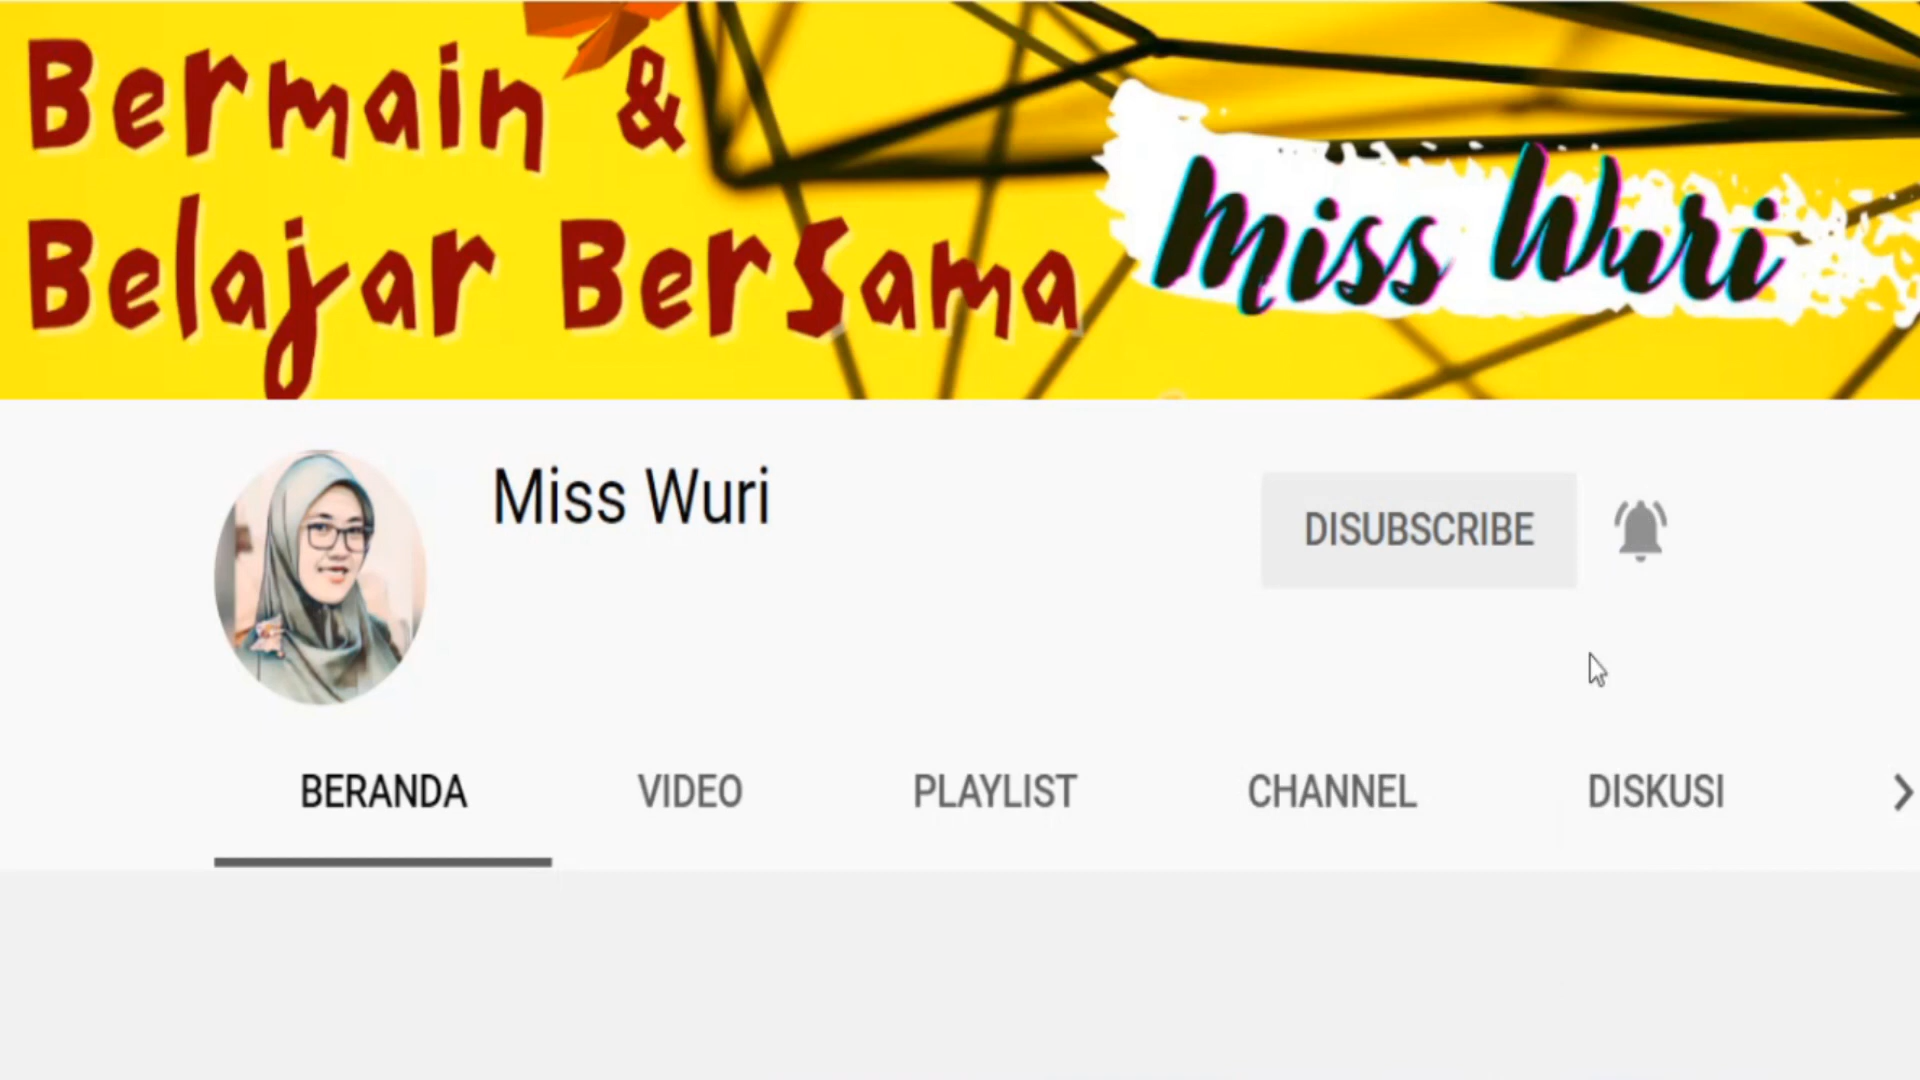 Bermain &
Belajar Bersama
Miss Wuri
Miss Wuri
DISUBSCRIBE
BERANDA VIDEO PLAYLIST CHANNEL DISKUSI